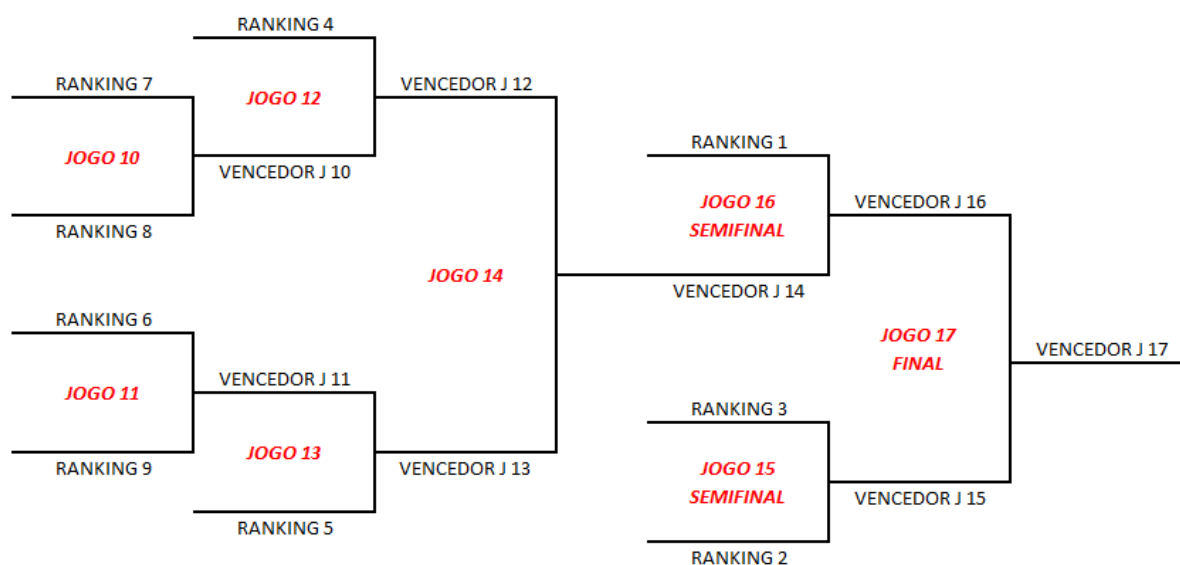 RANKING 4
RANKING 7
JOGO 12
VENCEDOR J 12
JOGO 10
VENCEDOR J 10
RANKING 8
JOGO 14
RANKING 6
JOGO 11
VENCEDOR J 11
RANKING 9
JOGO 13
VENCEDOR J 13
RANKING 5
RANKING 1
JOGO 16
SEMIFINAL
VENCEDOR J 16
VENCEDOR J 14
JOGO 17
FINAL
VENCEDOR J 17
RANKING 3
JOGO 15
SEMIFINAL
VENCEDOR J 15
RANKING 2